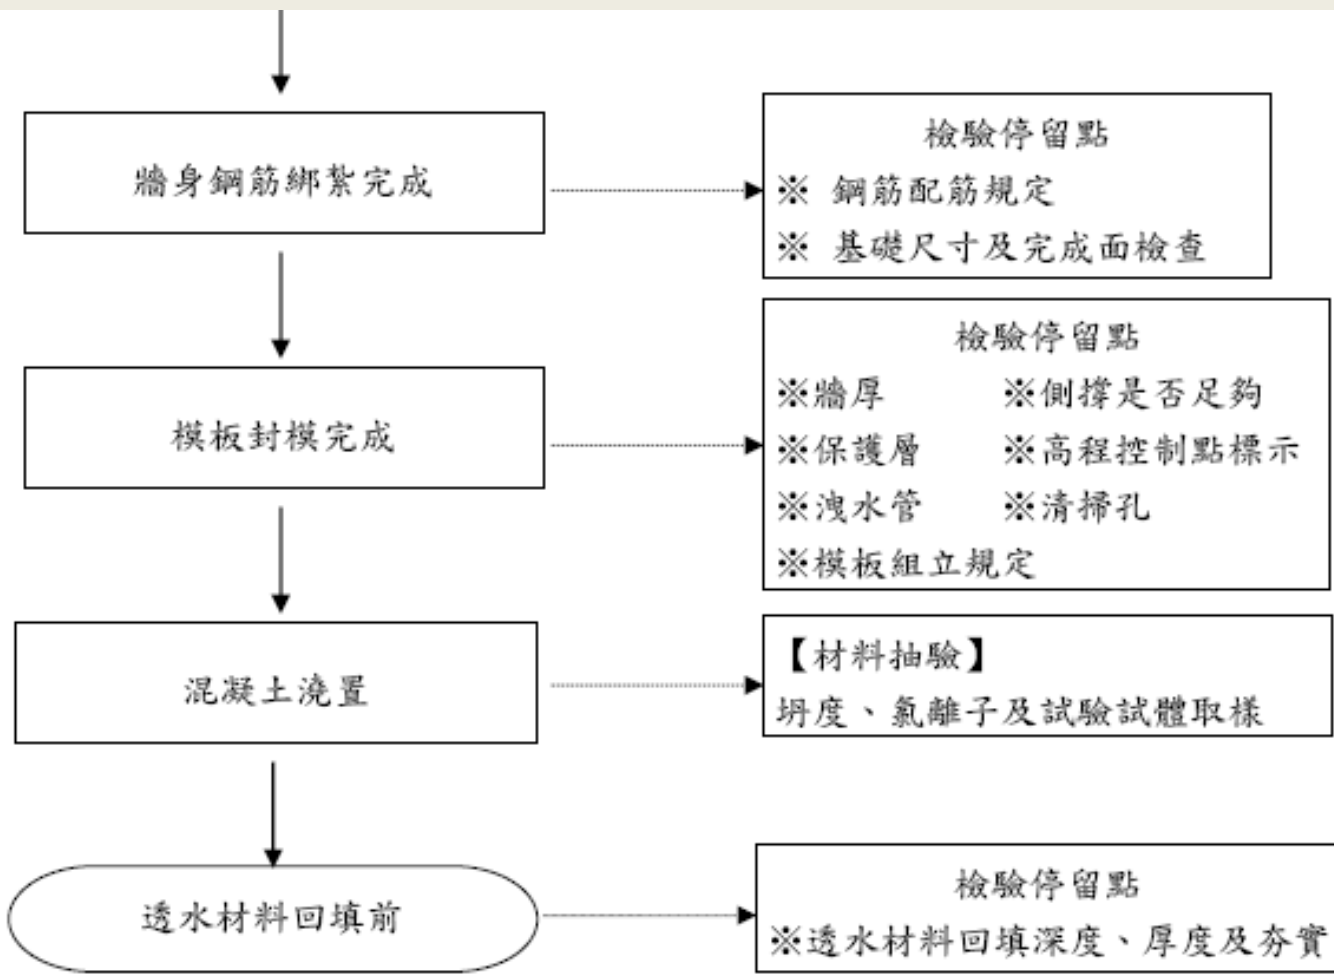 牆身鋼筋綁紮完成
檢驗停留點
※ 鋼筋配筋規定
※ 基礎尺寸及完成面檢查
模板封模完成
檢驗停留點
※牆厚 ※側撐是否足夠
※保護層 ※高程控制點標示
※洩水管 ※清掃孔
※模板組立規定
混凝土澆置
【材料抽驗】
坍度、氯離子及試驗試體取樣
透水材料回填前
檢驗停留點
※透水材料回填深度、厚度及夯實